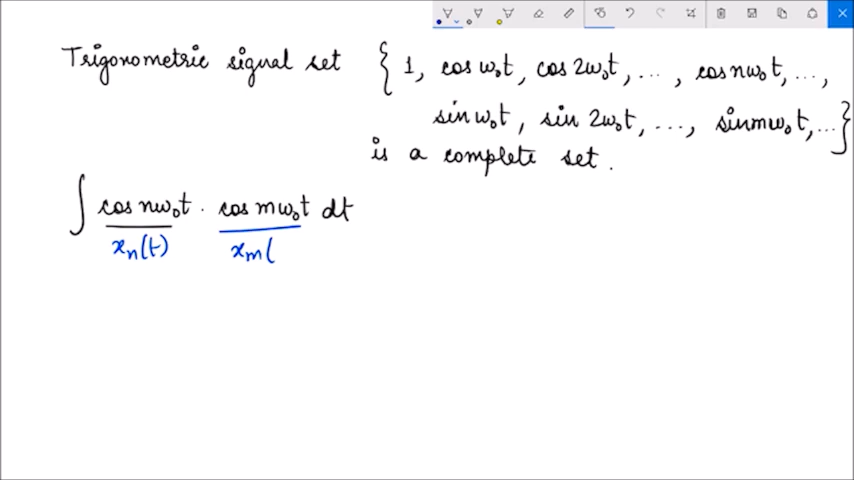 Trigonometric signal set { 1, cos ω₀t, cos 2ω₀t, ..., cos nω₀t, ...,
sin ω₀t, sin 2ω₀t, ..., sin mω₀t, ...}
is a complete set.
∫ cos nω₀t . cos mω₀t dt
xₙ(t) xₘ(